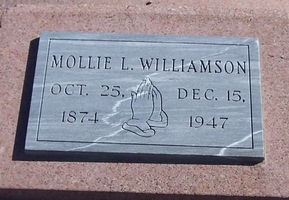 MOLLIE L. WILLIAMSON
OCT. 25, DEC. 15,
1874 1947